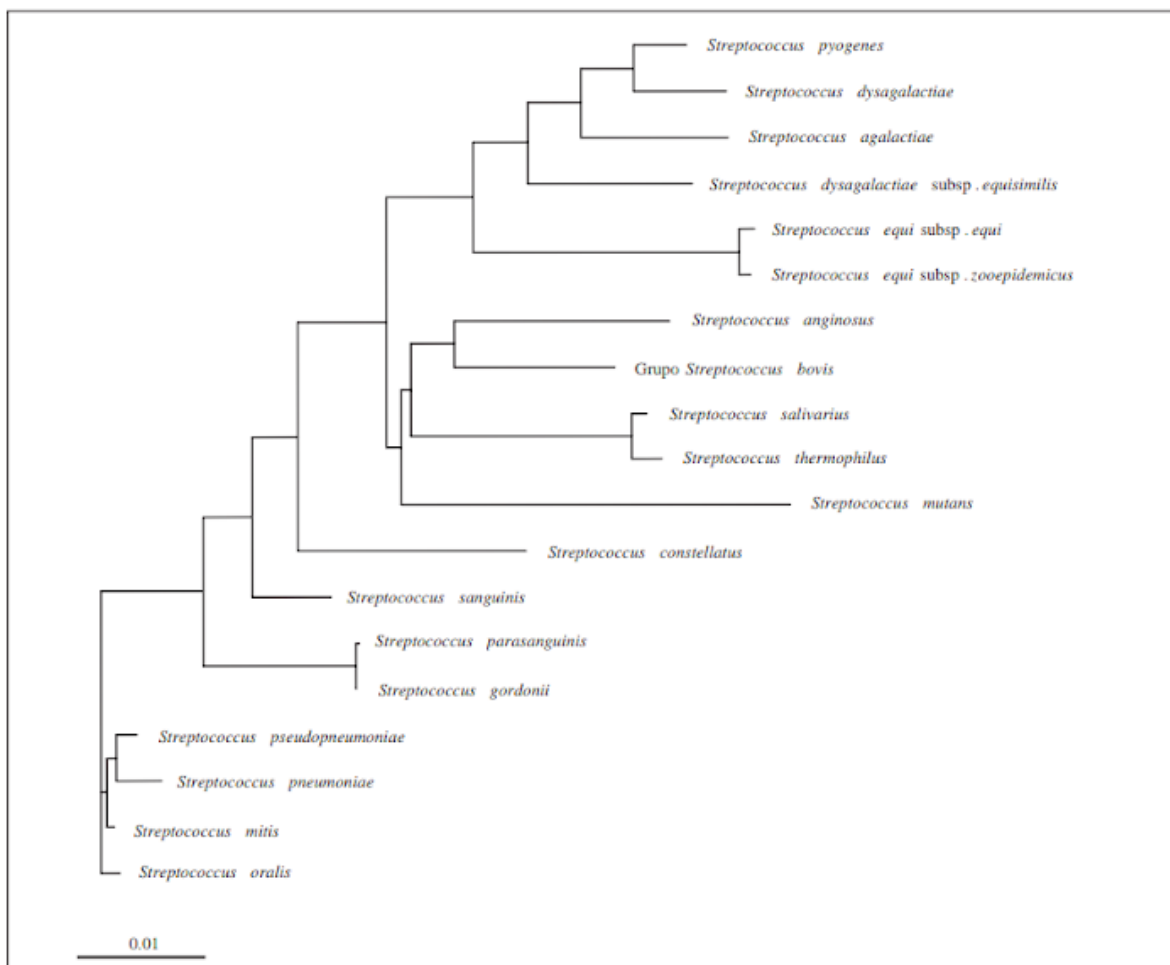 Streptococcus pyogenes
Streptococcus dysagalactiae
Streptococcus agalactiae
Streptococcus dysagalactiae subsp. equisimilis
Streptococcus equi subsp. equi
Streptococcus equi subsp. zooepidemicus
Streptococcus anginosus
Grupo Streptococcus bovis
Streptococcus salivarius
Streptococcus thermophilus
Streptococcus mutans
Streptococcus constellatus
Streptococcus sanguinis
Streptococcus parasanguinis
Streptococcus gordonii
Streptococcus pseudopneumoniae
Streptococcus pneumoniae
Streptococcus mitis
Streptococcus oralis
0.01